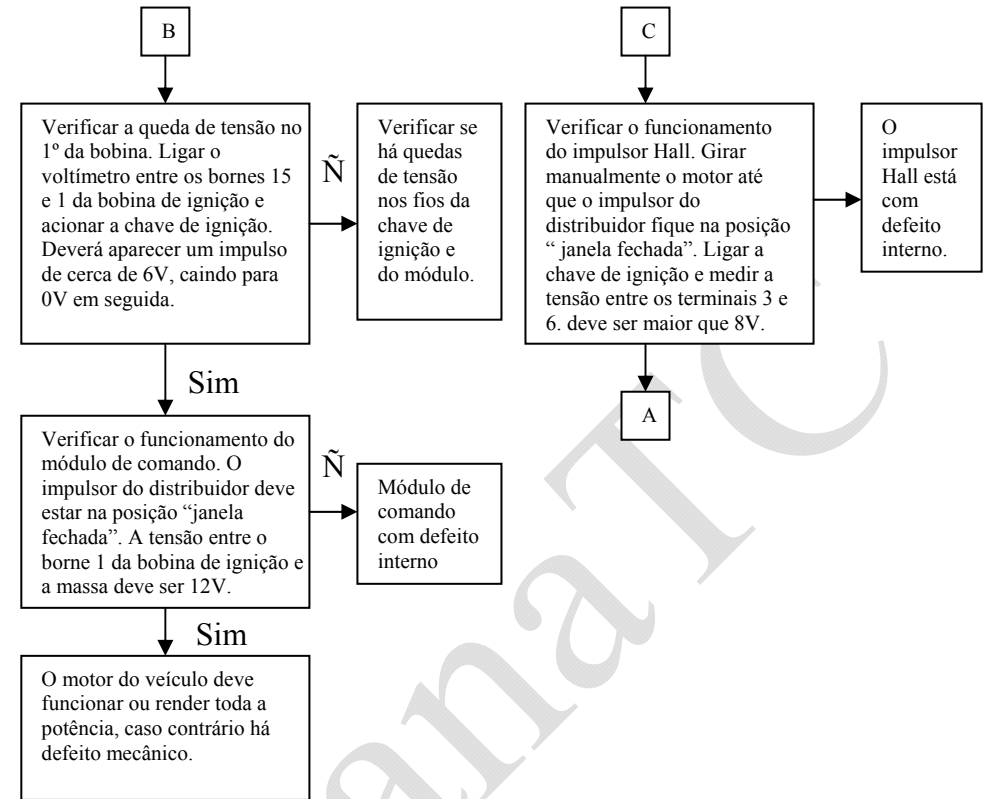 B
Verificar a queda de tensão no
1º da bobina. Ligar o
voltímetro entre os bornes 15
e 1 da bobina de ignição e
acionar a chave de ignição.
Deverá aparecer um impulso
de cerca de 6V, caindo para
0V em seguida.
Ñ
Verificar se
há quedas
de tensão
nos fios da
chave de
ignição e
do módulo.
Sim
Verificar o funcionamento do
módulo de comando. O
impulsor do distribuidor deve
estar na posição “janela
fechada”. A tensão entre o
borne 1 da bobina de ignição e
a massa deve ser 12V.
Ñ
Módulo de
comando
com defeito
interno
Sim
O motor do veículo deve
funcionar ou render toda a
potência, caso contrário há
defeito mecânico.
C
Verificar o funcionamento
do impulsor Hall. Girar
manualmente o motor até
que o impulsor do
distribuidor fique na posição
“ janela fechada”. Ligar a
chave de ignição e medir a
tensão entre os terminais 3 e
6. deve ser maior que 8V.
O
impulsor
Hall está
com
defeito
interno.
A
anaTC